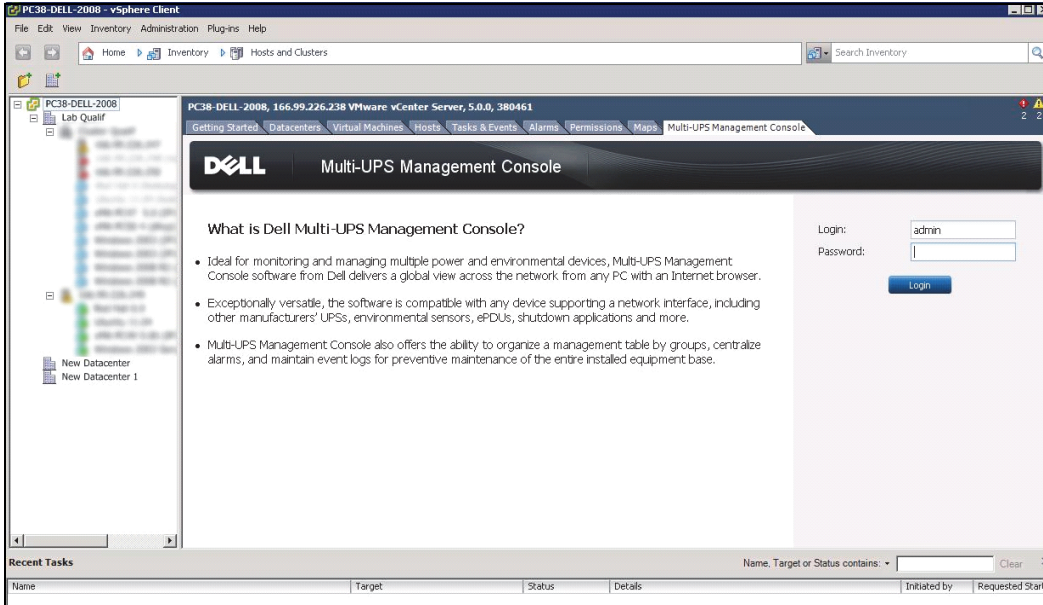 PC38-DELL-2008 - vSphere Client
File Edit View Inventory Administration Plug-ins Help
Home Inventory Hosts and Clusters
Search Inventory
PC38-DELL-2008
Lab Qualif
New Datacenter
New Datacenter 1
PC38-DELL-2008, 166.99.226.238 VMware vCenter Server, 5.0.0, 380461
2 2
Getting Started Datacenters Virtual Machines Hosts Tasks & Events Alarms Permissions Maps Multi-UPS Management Console
DELL Multi-UPS Management Console
What is Dell Multi-UPS Management Console?
• Ideal for monitoring and managing multiple power and environmental devices, Multi-UPS Management
Console software from Dell delivers a global view across the network from any PC with an Internet browser.
• Exceptionally versatile, the software is compatible with any device supporting a network interface, including
other manufacturers' UPSs, environmental sensors, ePDUs, shutdown applications and more.
• Multi-UPS Management Console also offers the ability to organize a management table by groups, centralize
alarms, and maintain event logs for preventive maintenance of the entire installed equipment base.
Login: admin
Password:
Login
Recent Tasks
Name, Target or Status contains:
Clear
Name Target Status Details Initiated by Requested Start